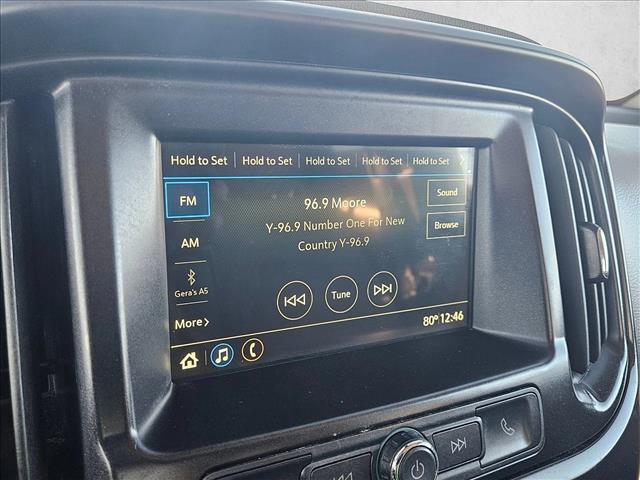 Hold to Set Hold to Set Hold to Set Hold to Set Hold to Set
FM
96.9 Moore
Sound
Y-96.9 Number One For New
Country Y-96.9
Browse
AM
Gera's A5
Tune
More
80° 12:46